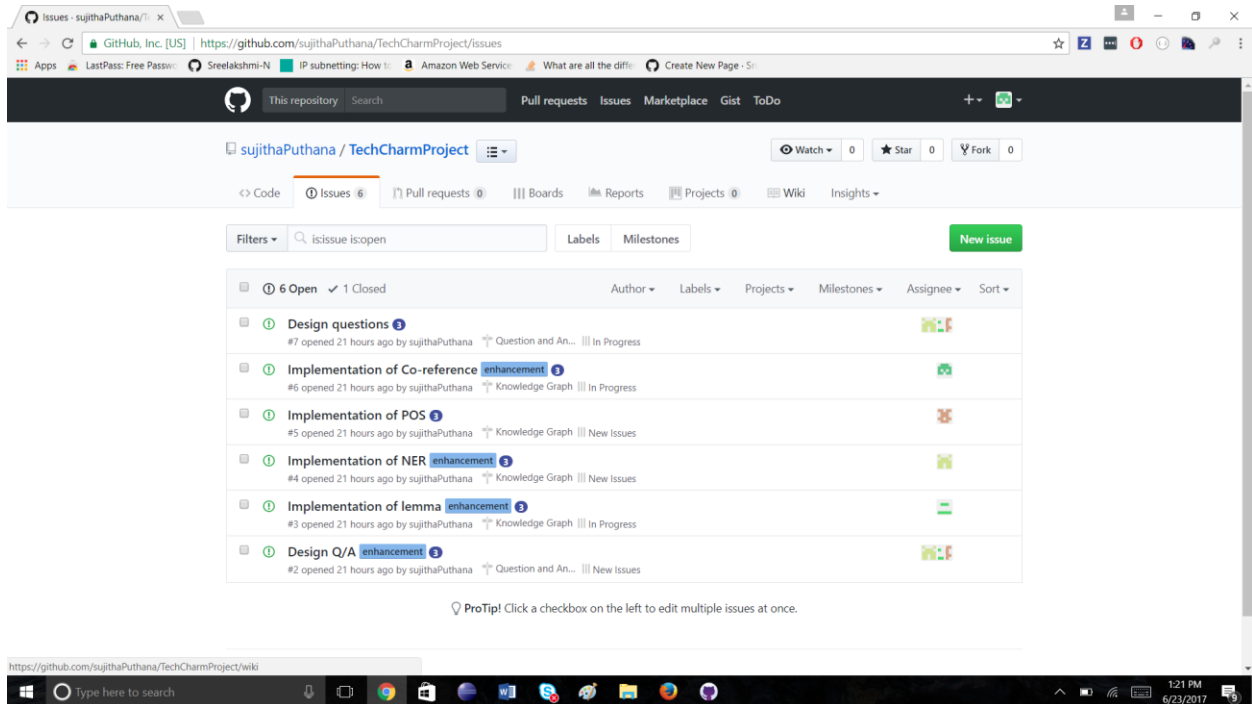 Issues · sujithaPuthana/Te
GitHub, Inc. [US] | https://github.com/sujithaPuthana/TechCharmProject/issues
Apps LastPass: Free Passwo Sreelakshmi-N IP subnetting: How to Amazon Web Service What are all the diffe Create New Page · Sr
This repository Search Pull requests Issues Marketplace Gist ToDo
sujithaPuthana / TechCharmProject Watch 0 Star 0 Fork 0
Code Issues 6 Pull requests 0 Boards Reports Projects 0 Wiki Insights
Filters is:issue is:open Labels Milestones New issue
6 Open 1 Closed Author Labels Projects Milestones Assignee Sort
Design questions 3
#7 opened 21 hours ago by sujithaPuthana Question and An... In Progress
Implementation of Co-reference enhancement 3
#6 opened 21 hours ago by sujithaPuthana Knowledge Graph In Progress
Implementation of POS 3
#5 opened 21 hours ago by sujithaPuthana Knowledge Graph New Issues
Implementation of NER enhancement 3
#4 opened 21 hours ago by sujithaPuthana Knowledge Graph New Issues
Implementation of lemma enhancement 3
#3 opened 21 hours ago by sujithaPuthana Knowledge Graph In Progress
Design Q/A enhancement 3
#2 opened 21 hours ago by sujithaPuthana Question and An... New Issues
ProTip! Click a checkbox on the left to edit multiple issues at once.
https://github.com/sujithaPuthana/TechCharmProject/wiki
Type here to search 1:21 PM
6/23/2017 9